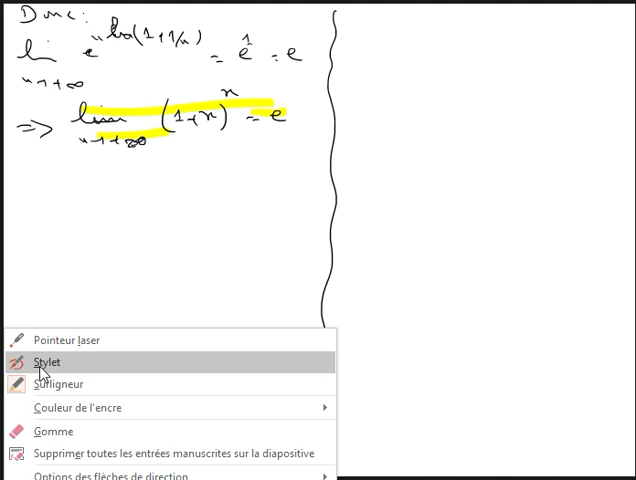 Donc:
lim e^n ln(1+1/n) = e^1 = e
n→+∞
=> lim (1+n)^n = e
n→+∞
Pointeur laser
Stylet
Surligneur
Couleur de l'encre
Gomme
Supprimer toutes les entrées manuscrites sur la diapositive
Options des flèches de direction